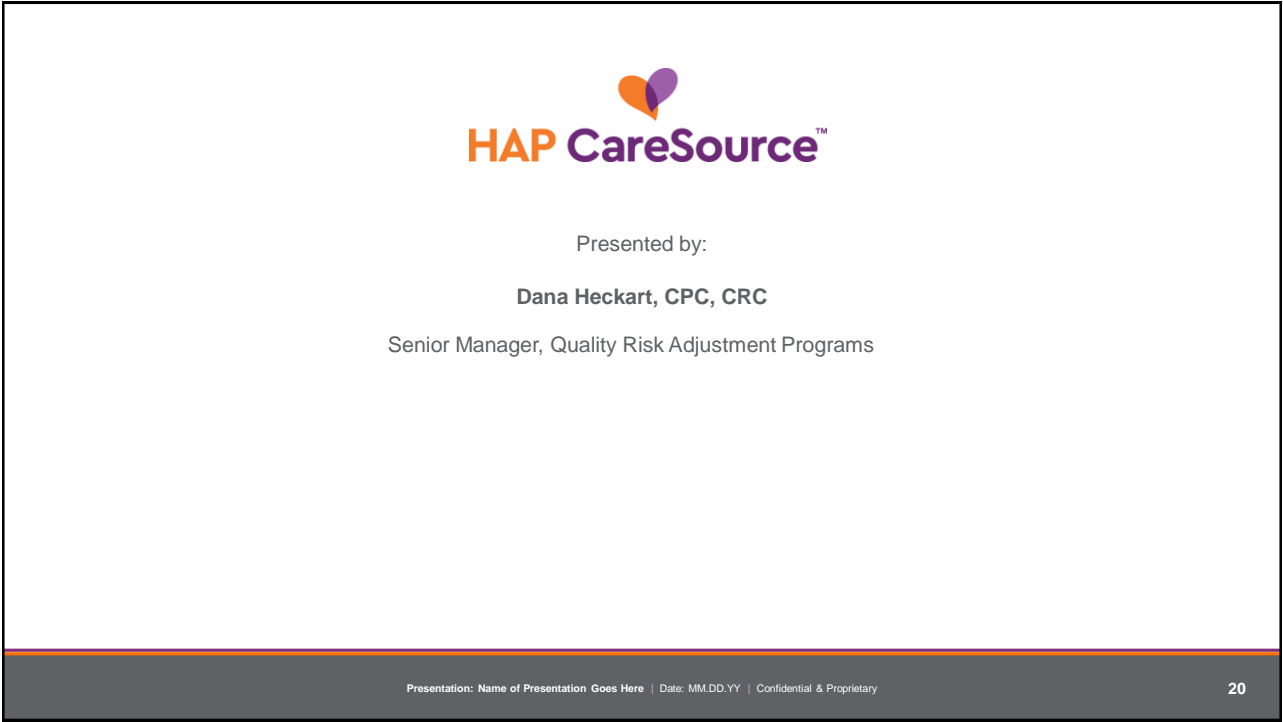 HAP CareSource™
Presented by:
Dana Heckart, CPC, CRC
Senior Manager, Quality Risk Adjustment Programs
Presentation: Name of Presentation Goes Here | Date: MM.DD.YY | Confidential & Proprietary
20